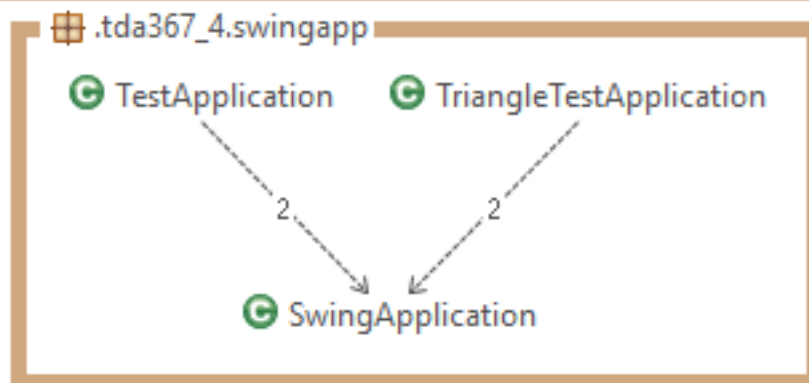 .tda367_4.swingapp
C TestApplication C TriangleTestApplication
2 2
C SwingApplication